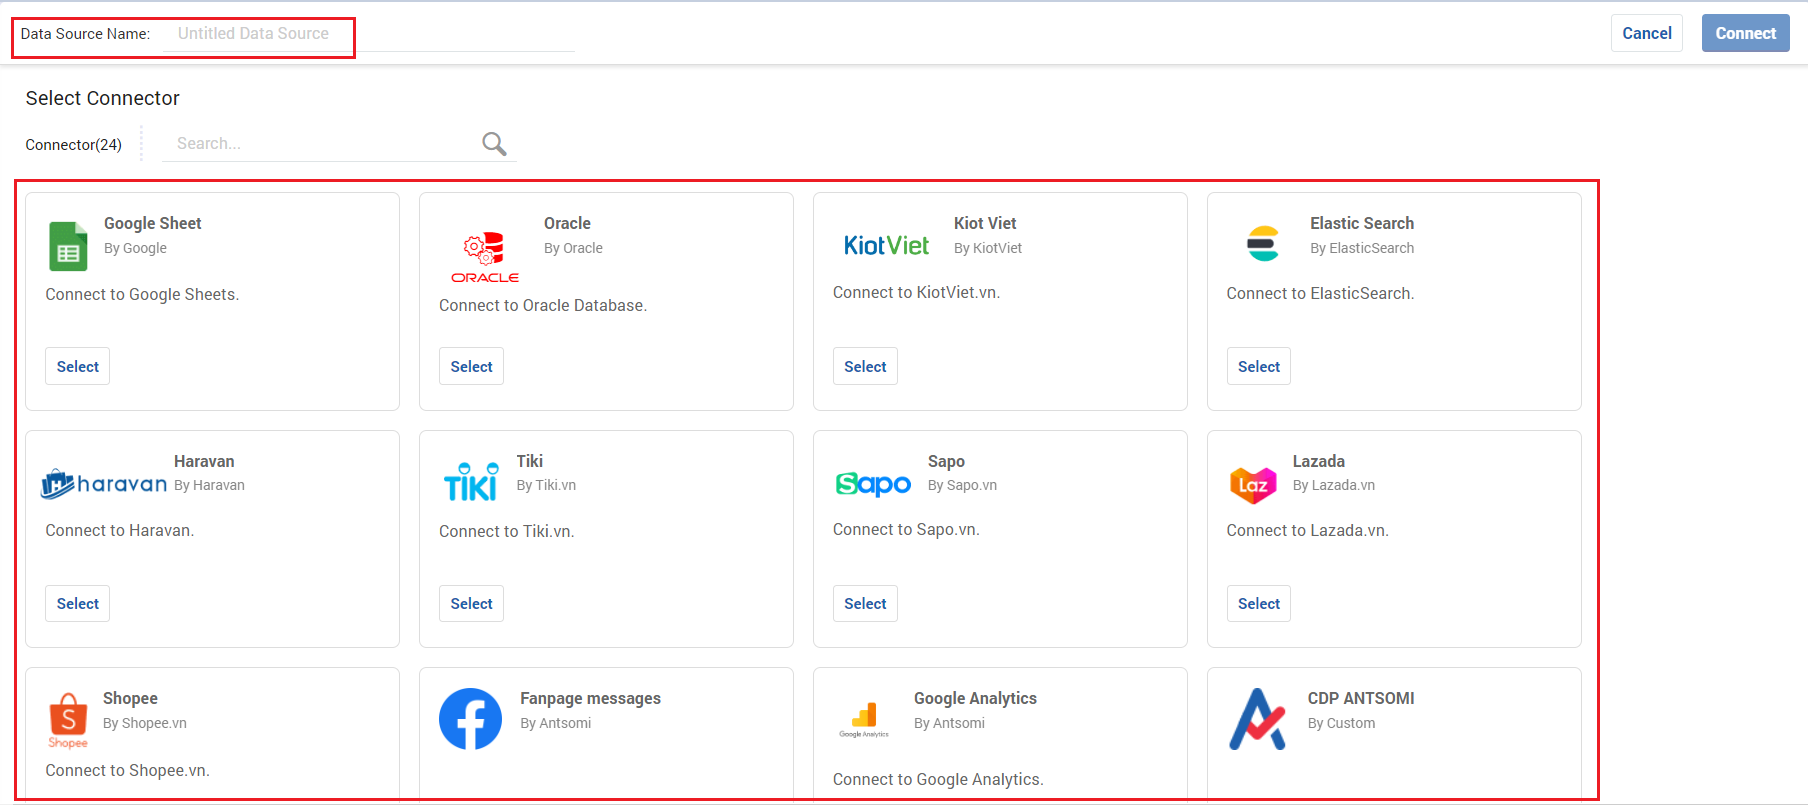 Data Source Name: Untitled Data Source
Cancel
Connect
Select Connector
Connector(24)
Search...
Google Sheet
By Google
Connect to Google Sheets.
Select
ORACLE
Oracle
By Oracle
Connect to Oracle Database.
Select
KiotViet
Kiot Viet
By KiotViet
Connect to KiotViet.vn.
Select
Elastic Search
By ElasticSearch
Connect to ElasticSearch.
Select
haravan
Haravan
By Haravan
Connect to Haravan.
Select
TIKI
Tiki
By Tiki.vn
Connect to Tiki.vn.
Select
Sapo
Sapo
By Sapo.vn
Connect to Sapo.vn.
Select
Laz
Lazada
By Lazada.vn
Connect to Lazada.vn.
Select
S
Shopee
Shopee
By Shopee.vn
Connect to Shopee.vn.
Fanpage messages
By Antsomi
Google Analytics
Google Analytics
By Antsomi
Connect to Google Analytics.
CDP ANTSOMI
By Custom